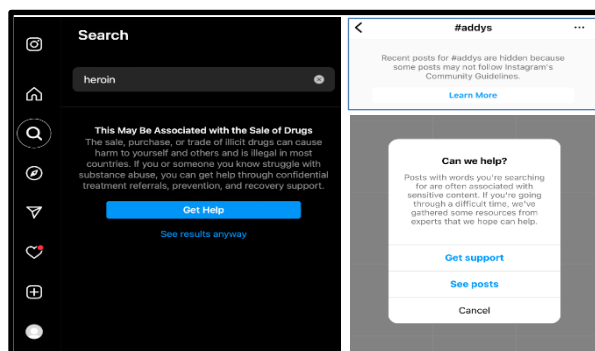 Search
heroin
This May Be Associated with the Sale of Drugs
The sale, purchase, or trade of illicit drugs can cause
harm to yourself and others and is illegal in most
countries. If you or someone you know struggle with
substance abuse, you can get help through confidential
treatment referrals, prevention, and recovery support.
Get Help
See results anyway
#addys
Recent posts for #addys are hidden because
some posts may not follow Instagram's
Community Guidelines.
Learn More
Can we help?
Posts with words you're searching
for are often associated with
sensitive content. If you're going
through a difficult time, we've
gathered some resources from
experts that we hope can help.
Get support
See posts
Cancel